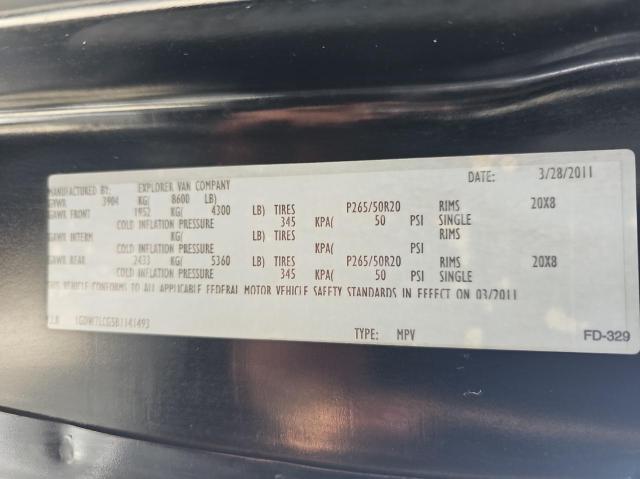 DATE: 3/28/2011
MANUFACTURED BY: EXPLORER VAN COMPANY
GVWR 3904 KG( 8600 LB)
GAWR FRONT 1952 KG( 4300 LB) TIRES P265/50R20 RIMS 20X8
COLD INFLATION PRESSURE 345 KPA( 50 PSI SINGLE
GAWR INTERM KG( LB) TIRES RIMS
COLD INFLATION PRESSURE KPA( PSI
GAWR REAR 2433 KG( 5360 LB) TIRES P265/50R20 RIMS 20X8
COLD INFLATION PRESSURE 345 KPA( 50 PSI SINGLE
THIS VEHICLE CONFORMS TO ALL APPLICABLE FEDERAL MOTOR VEHICLE SAFETY STANDARDS IN EFFECT ON 03/2011
TYPE: MPV
FD-329